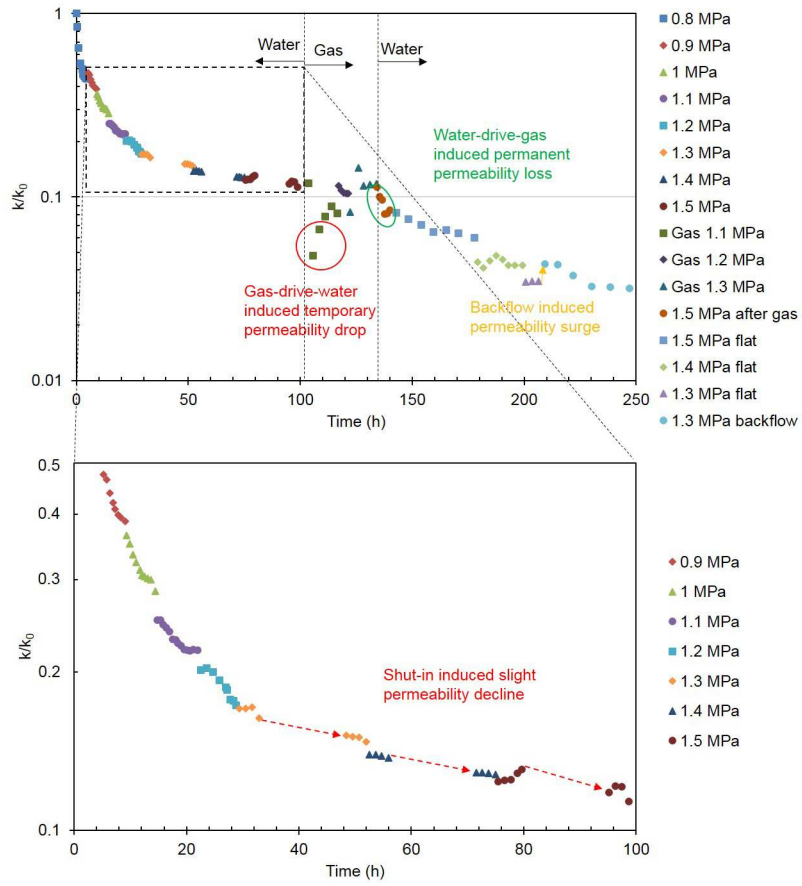 1
0.1
0.01
k/k0
0 50 100 150 200 250
Time (h)
Water Gas Water
Water-drive-gas
induced permanent
permeability loss
Gas-drive-water
induced temporary
permeability drop
Backflow induced
permeability surge
0.8 MPa
0.9 MPa
1 MPa
1.1 MPa
1.2 MPa
1.3 MPa
1.4 MPa
1.5 MPa
Gas 1.1 MPa
Gas 1.2 MPa
Gas 1.3 MPa
1.5 MPa after gas
1.5 MPa flat
1.4 MPa flat
1.3 MPa flat
1.3 MPa backflow
0.5
0.4
0.3
0.2
0.1
k/k0
0 20 40 60 80 100
Time (h)
Shut-in induced slight
permeability decline
0.9 MPa
1 MPa
1.1 MPa
1.2 MPa
1.3 MPa
1.4 MPa
1.5 MPa